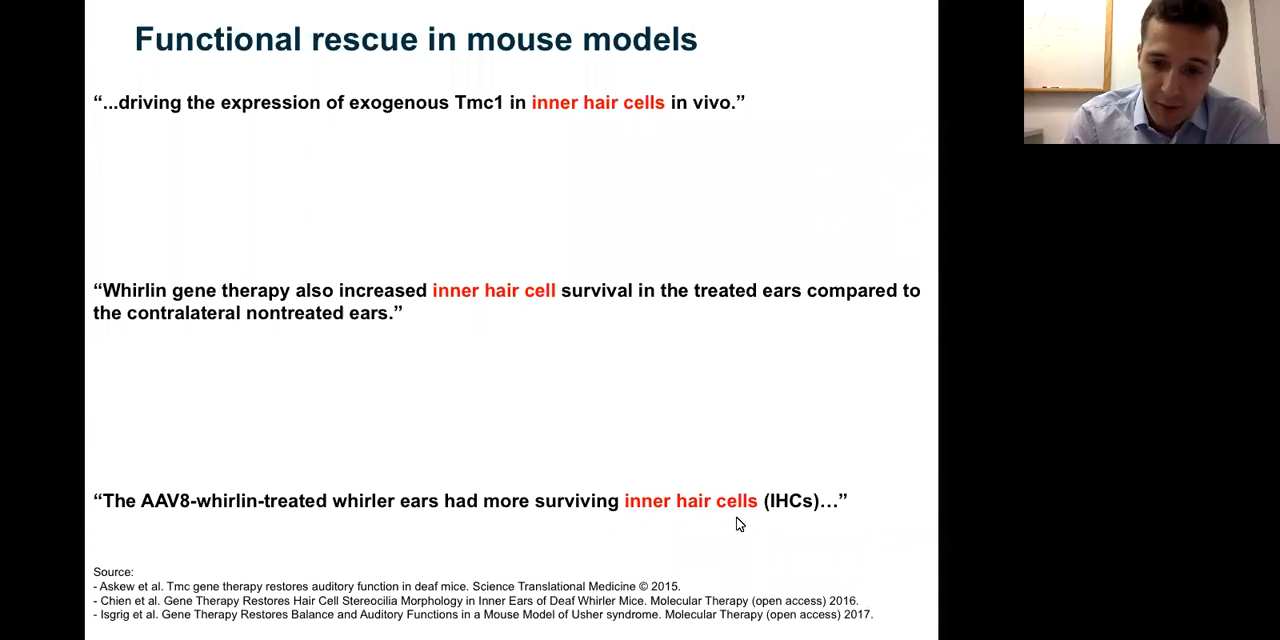 Functional rescue in mouse models
“...driving the expression of exogenous Tmc1 in inner hair cells in vivo.”
“Whirlin gene therapy also increased inner hair cell survival in the treated ears compared to
the contralateral nontreated ears.”
“The AAV8-whirlin-treated whirler ears had more surviving inner hair cells (IHCs)…”
Source:
- Askew et al. Tmc gene therapy restores auditory function in deaf mice. Science Translational Medicine © 2015.
- Chien et al. Gene Therapy Restores Hair Cell Stereocilia Morphology in Inner Ears of Deaf Whirler Mice. Molecular Therapy (open access) 2016.
- Isgrig et al. Gene Therapy Restores Balance and Auditory Functions in a Mouse Model of Usher syndrome. Molecular Therapy (open access) 2017.